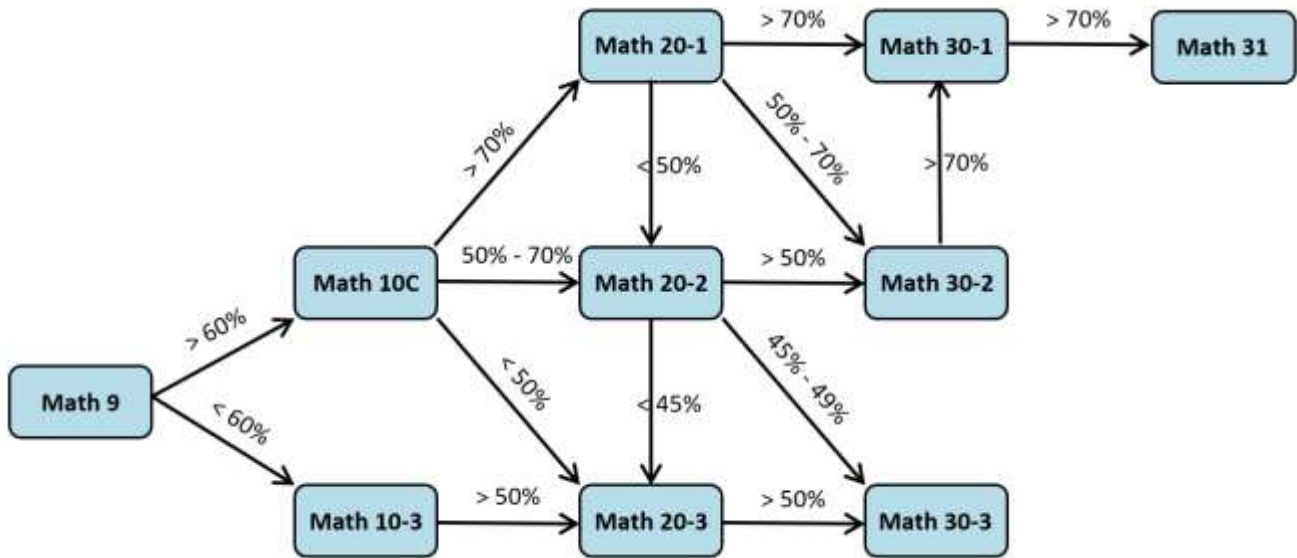 Math 20-1
> 70%
Math 30-1
> 70%
Math 31
> 70%
< 50%
50% - 70%
> 70%
Math 10C
50% - 70%
Math 20-2
> 50%
Math 30-2
> 60%
Math 9
< 60%
< 50%
< 45%
45% - 49%
Math 10-3
> 50%
Math 20-3
> 50%
Math 30-3